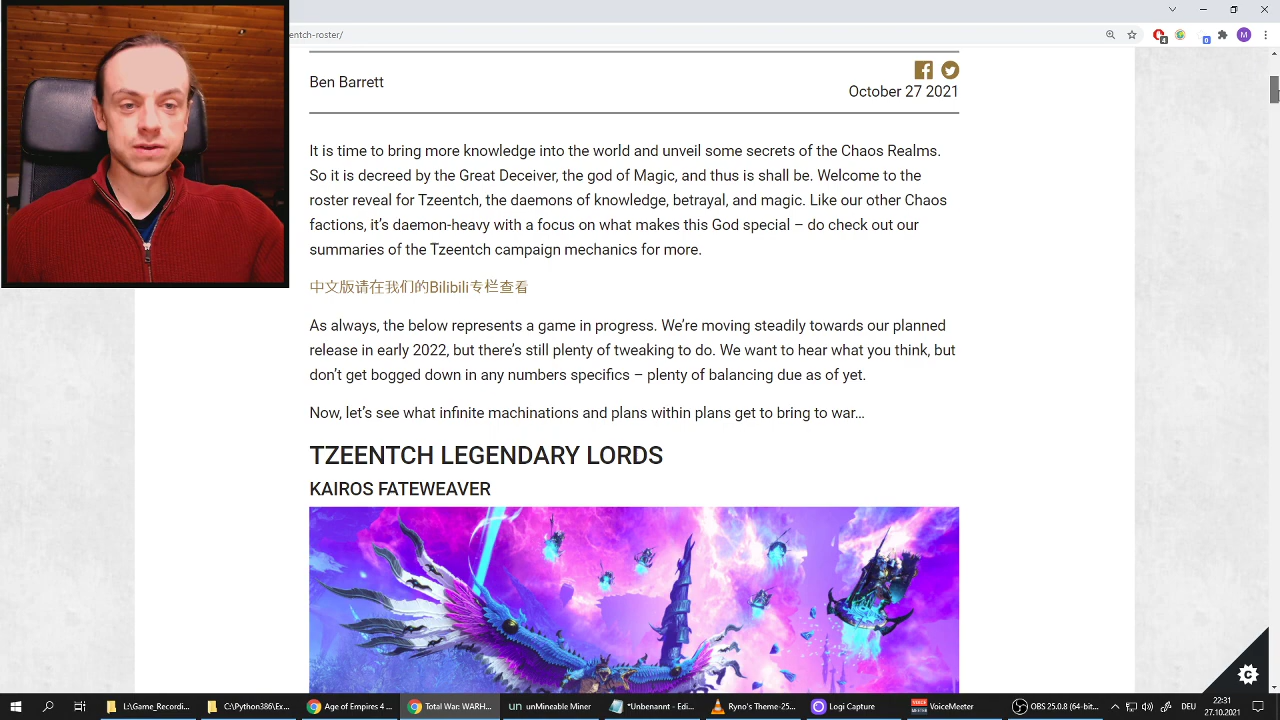 entch-roster/
Ben Barrett
October 27 2021
It is time to bring more knowledge into the world and unveil some secrets of the Chaos Realms.
So it is decreed by the Great Deceiver, the god of Magic, and thus is shall be. Welcome to the
roster reveal for Tzeentch, the daemons of knowledge, betrayal, and magic. Like our other Chaos
factions, it's daemon-heavy with a focus on what makes this God special – do check out our
summaries of the Tzeentch campaign mechanics for more.
中文版请在我们的Bilibili专栏查看
As always, the below represents a game in progress. We're moving steadily towards our planned
release in early 2022, but there's still plenty of tweaking to do. We want to hear what you think, but
don't get bogged down in any numbers specifics – plenty of balancing due as of yet.
Now, let's see what infinite machinations and plans within plans get to bring to war…
TZEENTCH LEGENDARY LORDS
KAIROS FATEWEAVER
Ex...
L:\Game_Recordi...
C:\Python386\Ex...
Age of Empires 4 ...
Total War: WARH...
un unMineable Miner
*Unbenannt - Edi...
Ryno's Theme-25...
Logi Capture
VoiceMeeter
OBS 25.0.8 (64-bit...
DEU
22:31
27.10.2021